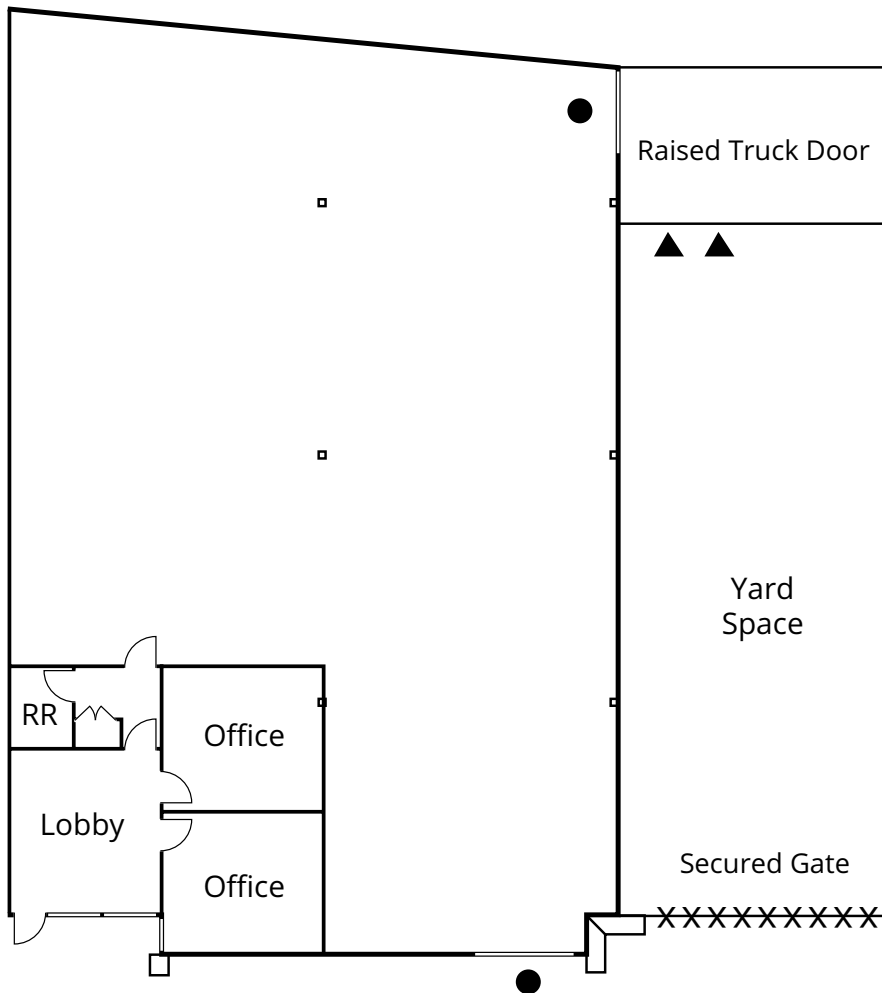 Raised Truck Door
Yard
Space
RR
Office
Lobby
Office
Secured Gate